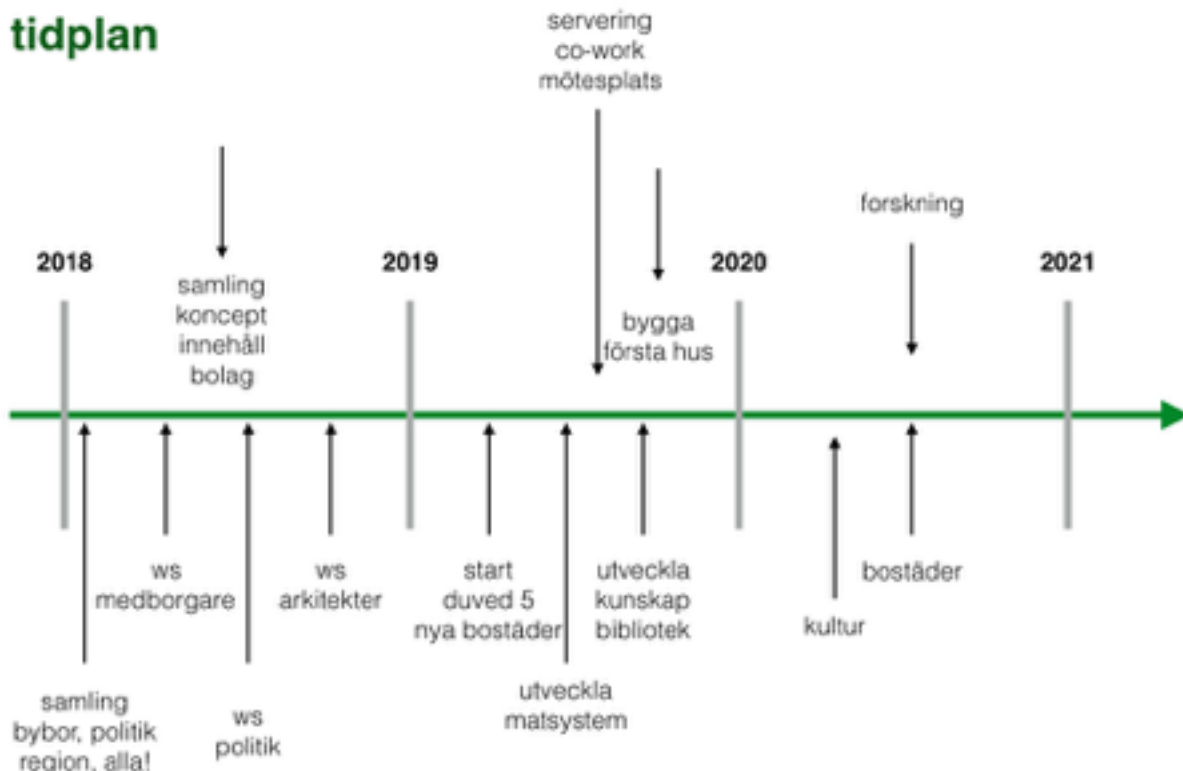 tidplan
servering
co-work
mötesplats
forskning
2018
2019
2020
2021
samling
koncept
innehåll
bolag
bygga
första hus
ws
medborgare
ws
arkitekter
start
duved 5
nya bostäder
utveckla
kunskap
bibliotek
bostäder
kultur
samling
bybor, politik
region, alla!
ws
politik
utveckla
matsystem